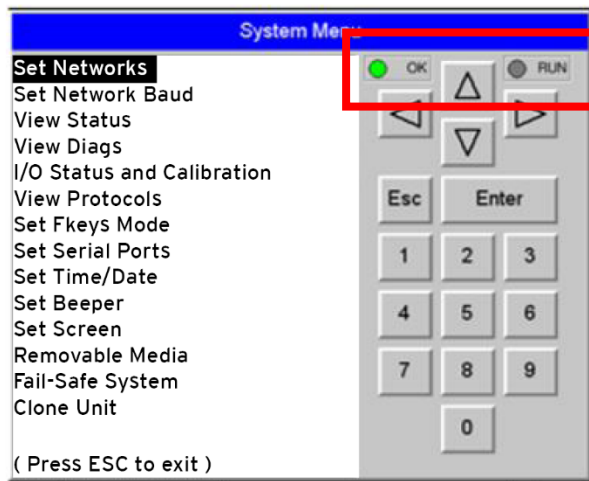 System Menu
Set Networks
Set Network Baud
View Status
View Diags
I/O Status and Calibration
View Protocols
Set Fkeys Mode
Set Serial Ports
Set Time/Date
Set Beeper
Set Screen
Removable Media
Fail-Safe System
Clone Unit
( Press ESC to exit )
OK RUN
Esc Enter
1 2 3
4 5 6
7 8 9
0